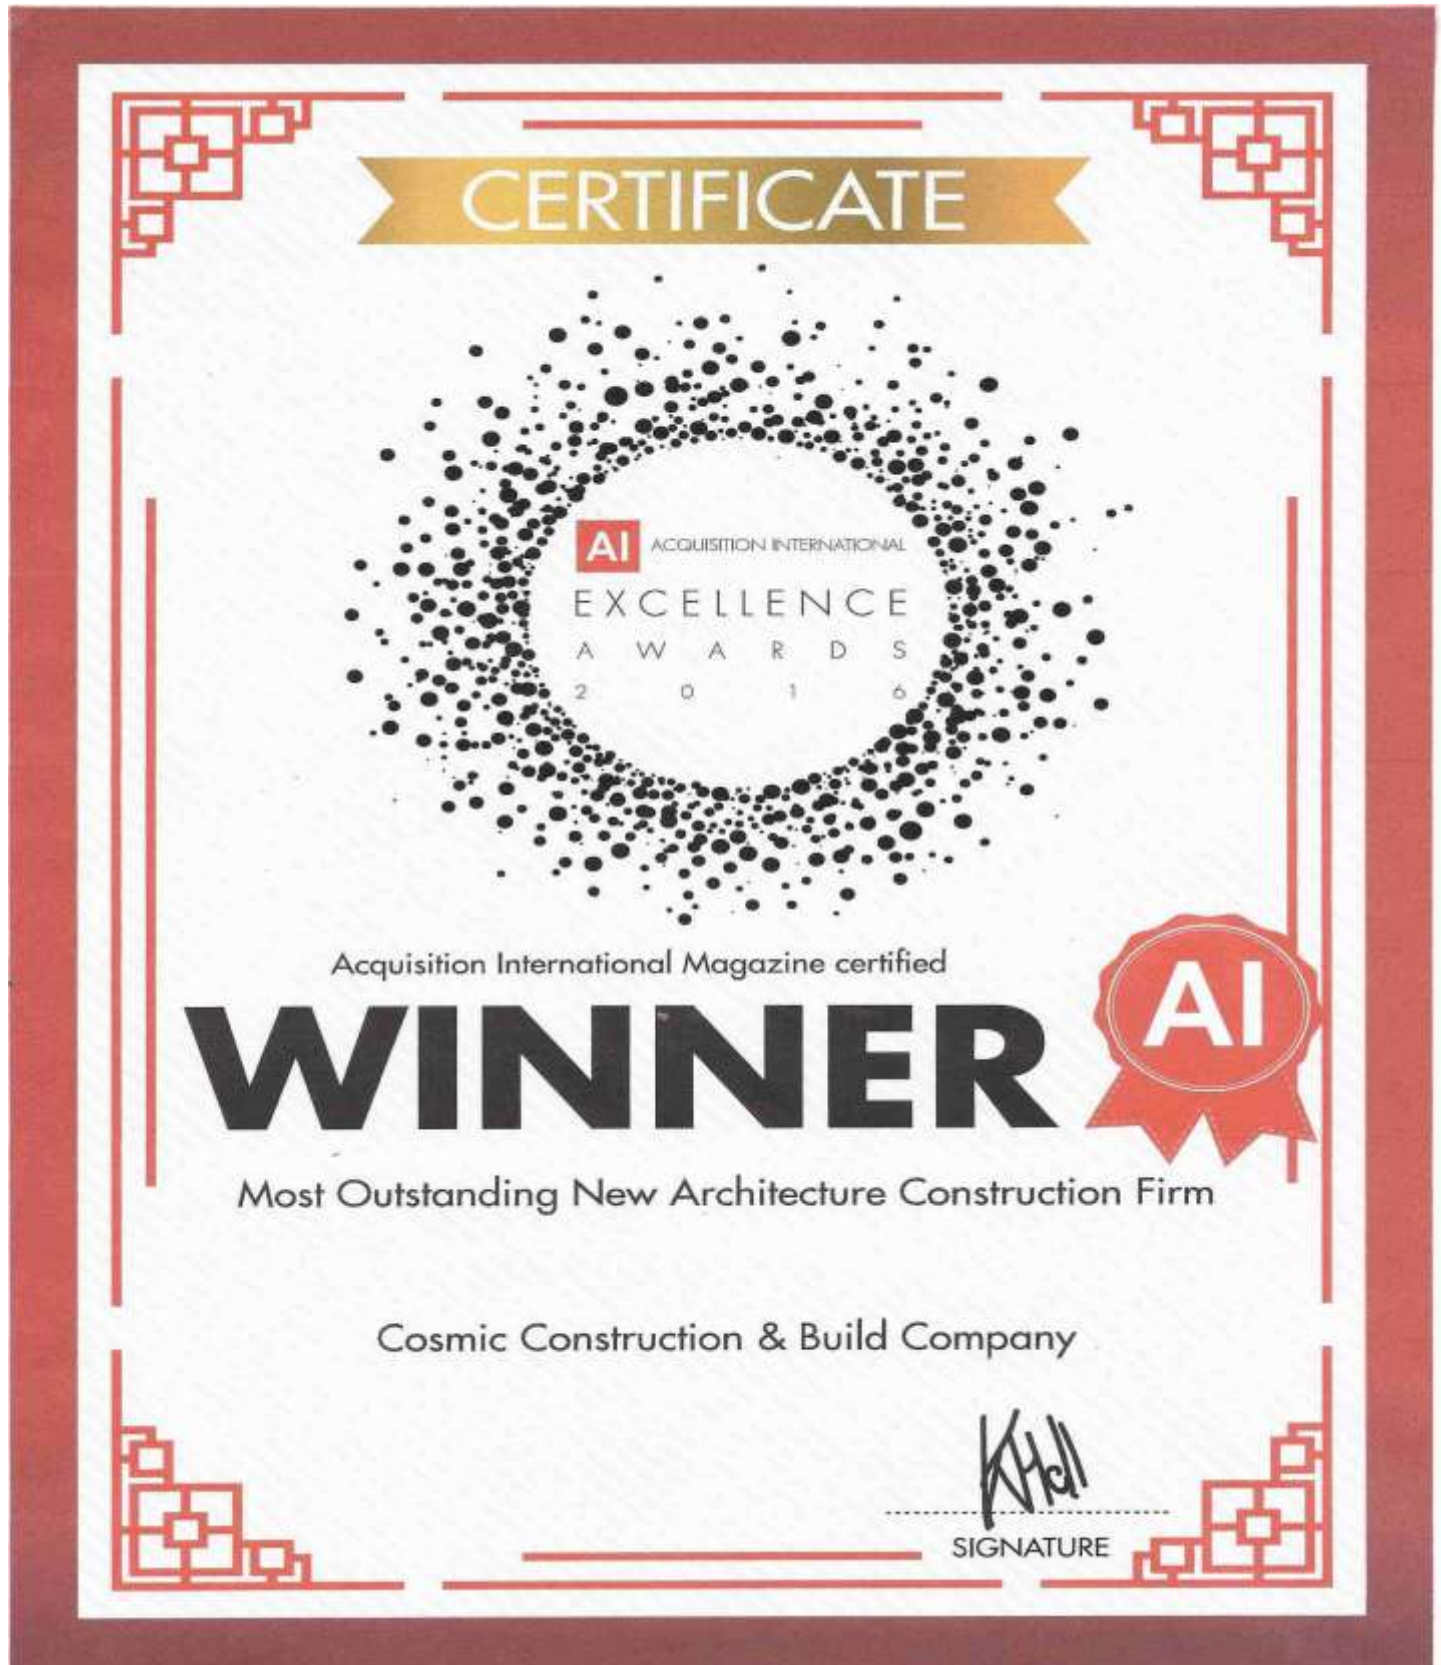 CERTIFICATE
AI ACQUISITION INTERNATIONAL
EXCELLENCE
AWARDS
2016
Acquisition International Magazine certified
WINNER
AI
Most Outstanding New Architecture Construction Firm
Cosmic Construction & Build Company
KHall
SIGNATURE